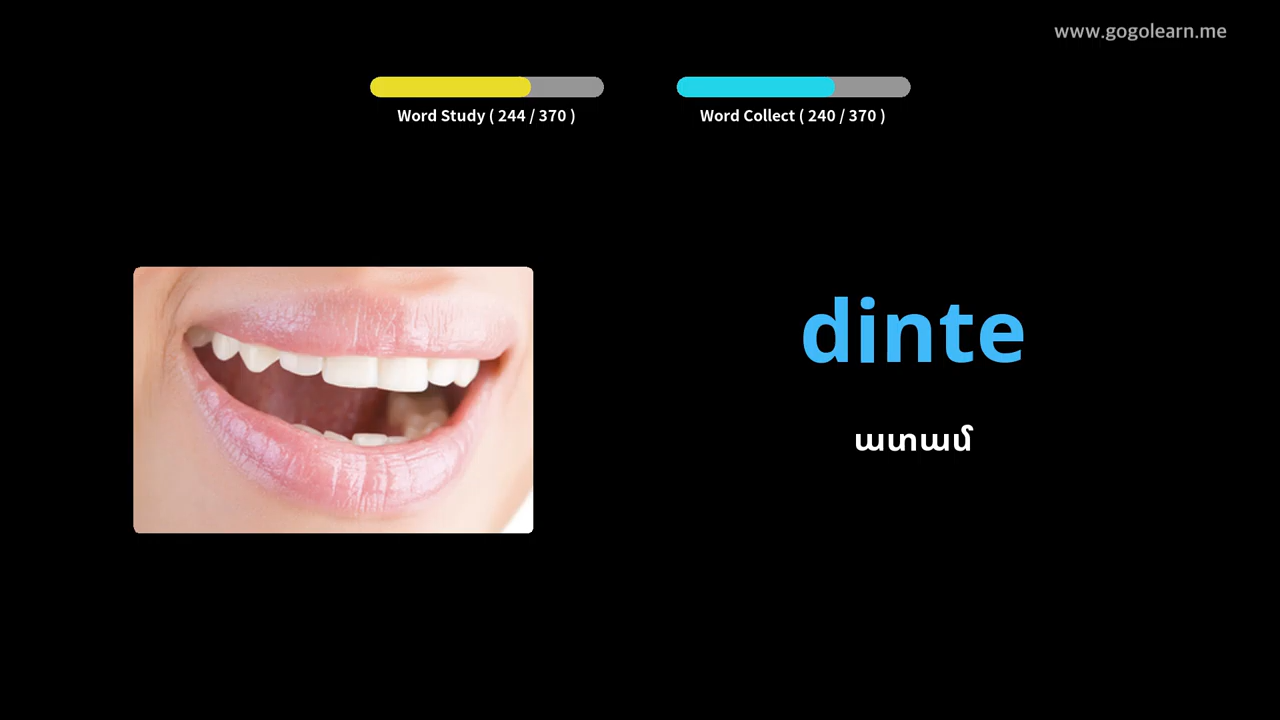 www.gogolearn.me
Word Study ( 244 / 370 )
Word Collect ( 240 / 370 )
dinte
ատամ